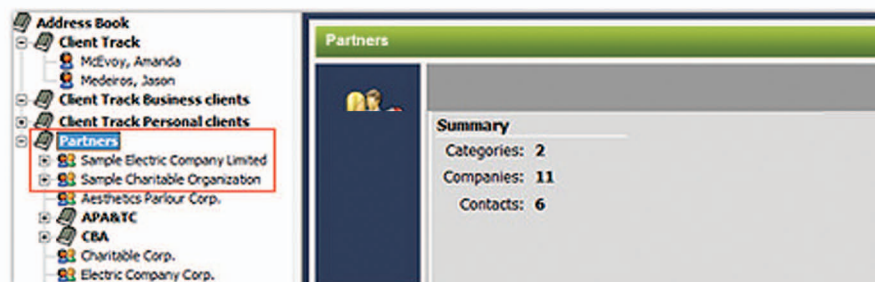 Address Book
Client Track
McEvoy, Amanda
Medeiros, Jason
Client Track Business clients
Client Track Personal clients
Partners
Sample Electric Company Limited
Sample Charitable Organization
Aesthetics Parlour Corp.
APA&TC
CBA
Charitable Corp.
Electric Company Corp.
Partners
Summary
Categories: 2
Companies: 11
Contacts: 6